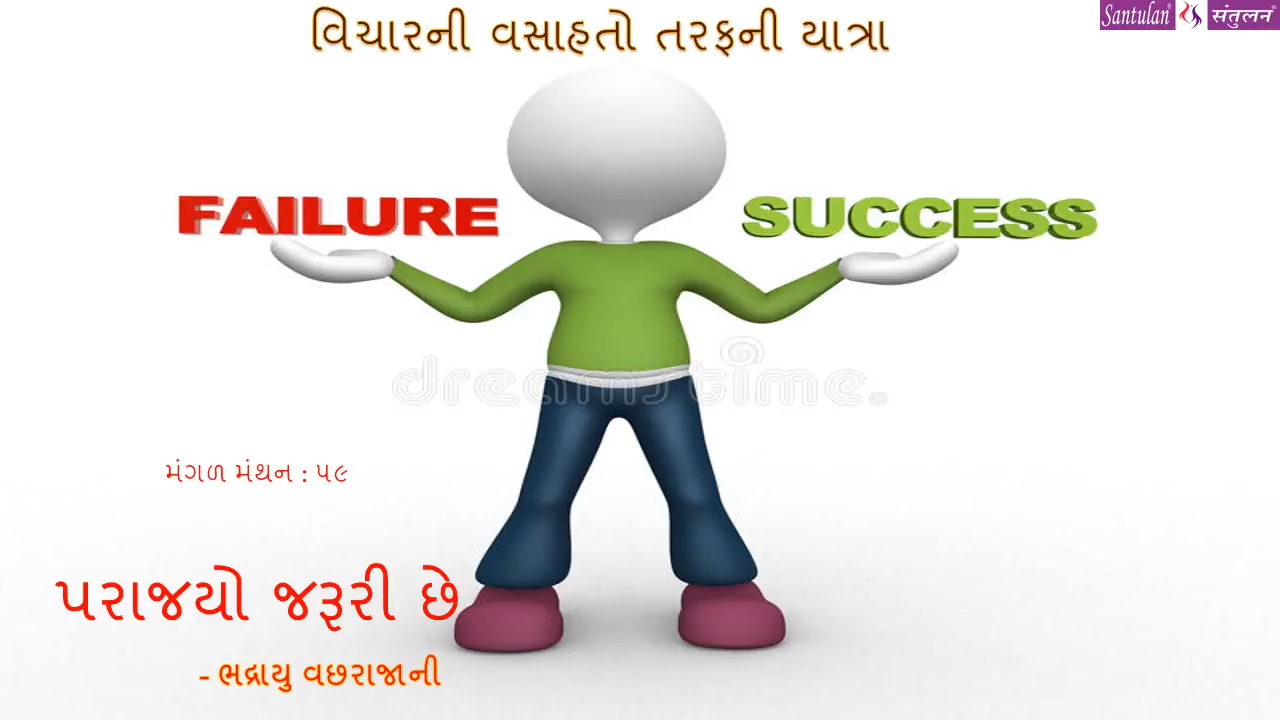 વિચારની વસાહતો તરફની યાત્રા
Santulan® संतुलन®
FAILURE SUCCESS
dreamstime.
મંગળ મંથન : ૫૯
પરાજયો જરૂરી છે
- ભદ્રાયુ વછરાજાની